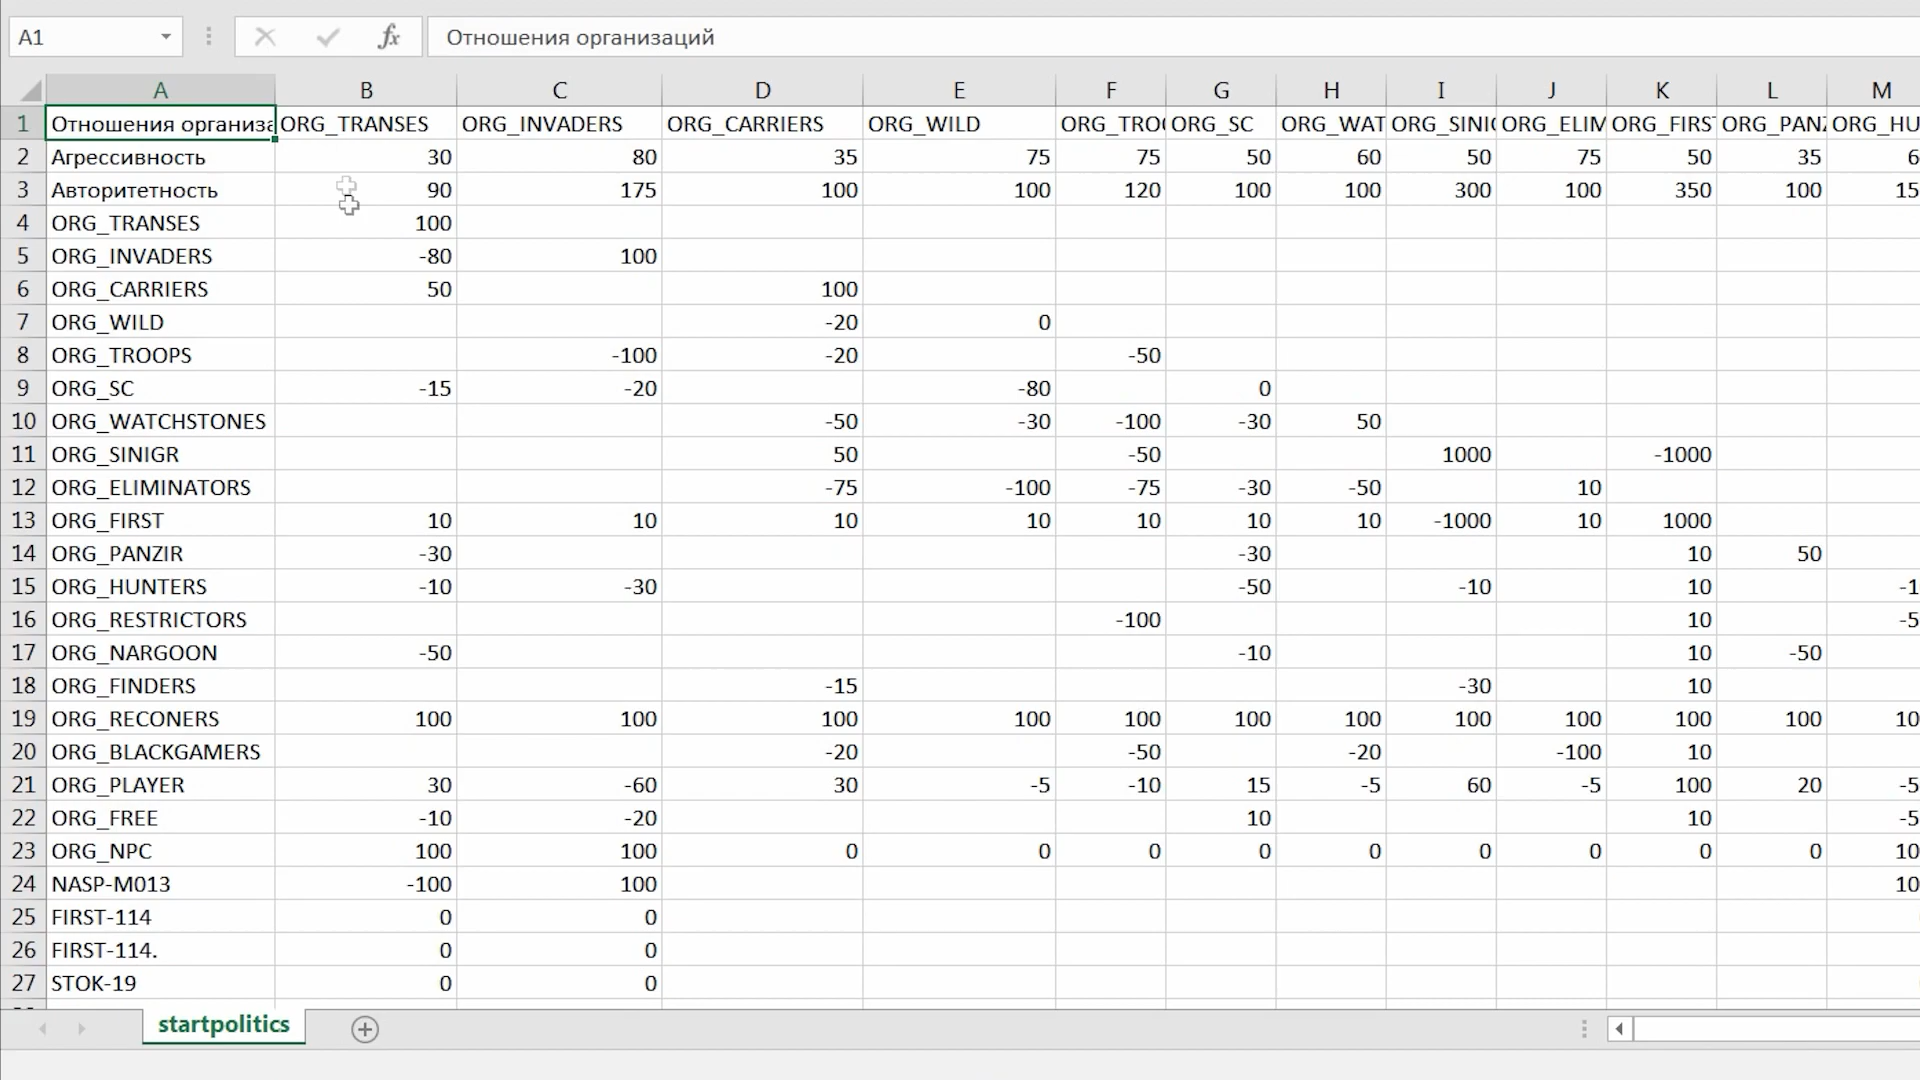 A1 fx Отношения организаций
A B C D E F G H I J K L M
1 Отношения организа ORG_TRANSES ORG_INVADERS ORG_CARRIERS ORG_WILD ORG_TRO ORG_SC ORG_WAT ORG_SINI ORG_ELIM ORG_FIRS ORG_PANZ ORG_HU
2 Агрессивность 30 80 35 75 75 50 60 50 75 50 35 6
3 Авторитетность 90 175 100 100 120 100 100 300 100 350 100 15
4 ORG_TRANSES 100
5 ORG_INVADERS -80 100
6 ORG_CARRIERS 50 100
7 ORG_WILD -20 0
8 ORG_TROOPS -100 -20 -50
9 ORG_SC -15 -20 -80 0
10 ORG_WATCHSTONES -50 -30 -100 -30 50
11 ORG_SINIGR 50 -50 1000 -1000
12 ORG_ELIMINATORS -75 -100 -75 -30 -50 10
13 ORG_FIRST 10 10 10 10 10 10 10 -1000 10 1000
14 ORG_PANZIR -30 -30 10 50
15 ORG_HUNTERS -10 -30 -50 -10 10 -1
16 ORG_RESTRICTORS -100 10 -5
17 ORG_NARGOON -50 -10 10 -50
18 ORG_FINDERS -15 -30 10
19 ORG_RECONERS 100 100 100 100 100 100 100 100 100 100 100 10
20 ORG_BLACKGAMERS -20 -50 -20 -100 10
21 ORG_PLAYER 30 -60 30 -5 -10 15 -5 60 -5 100 20 -5
22 ORG_FREE -10 -20 10 10 -5
23 ORG_NPC 100 100 0 0 0 0 0 0 0 0 0 10
24 NASP-M013 -100 100 10
25 FIRST-114 0 0
26 FIRST-114. 0 0
27 STOK-19 0 0
startpolitics